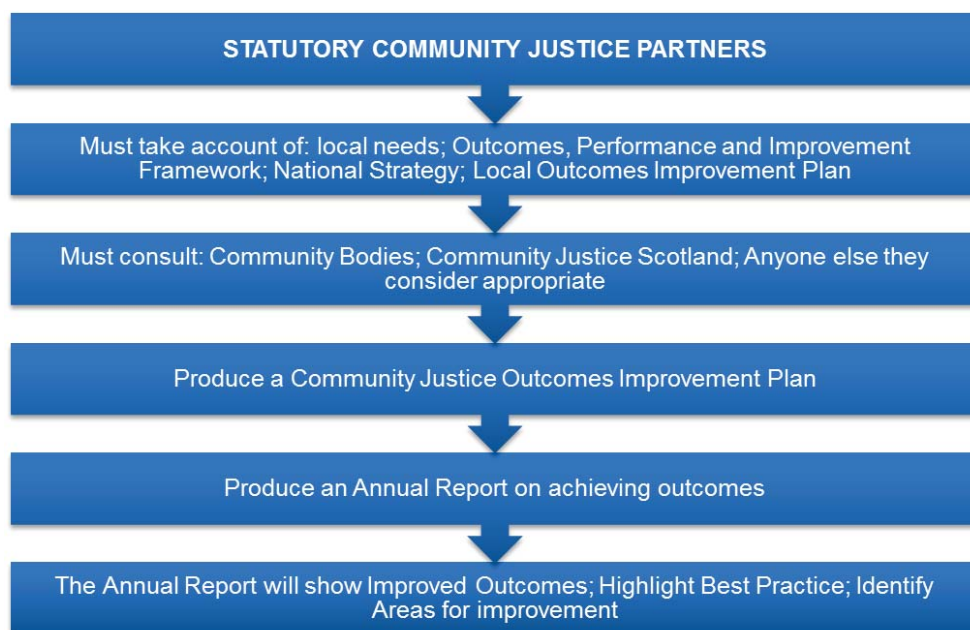 STATUTORY COMMUNITY JUSTICE PARTNERS
Must take account of: local needs; Outcomes, Performance and Improvement
Framework; National Strategy; Local Outcomes Improvement Plan
Must consult: Community Bodies; Community Justice Scotland; Anyone else they
consider appropriate
Produce a Community Justice Outcomes Improvement Plan
Produce an Annual Report on achieving outcomes
The Annual Report will show Improved Outcomes; Highlight Best Practice; Identify
Areas for improvement